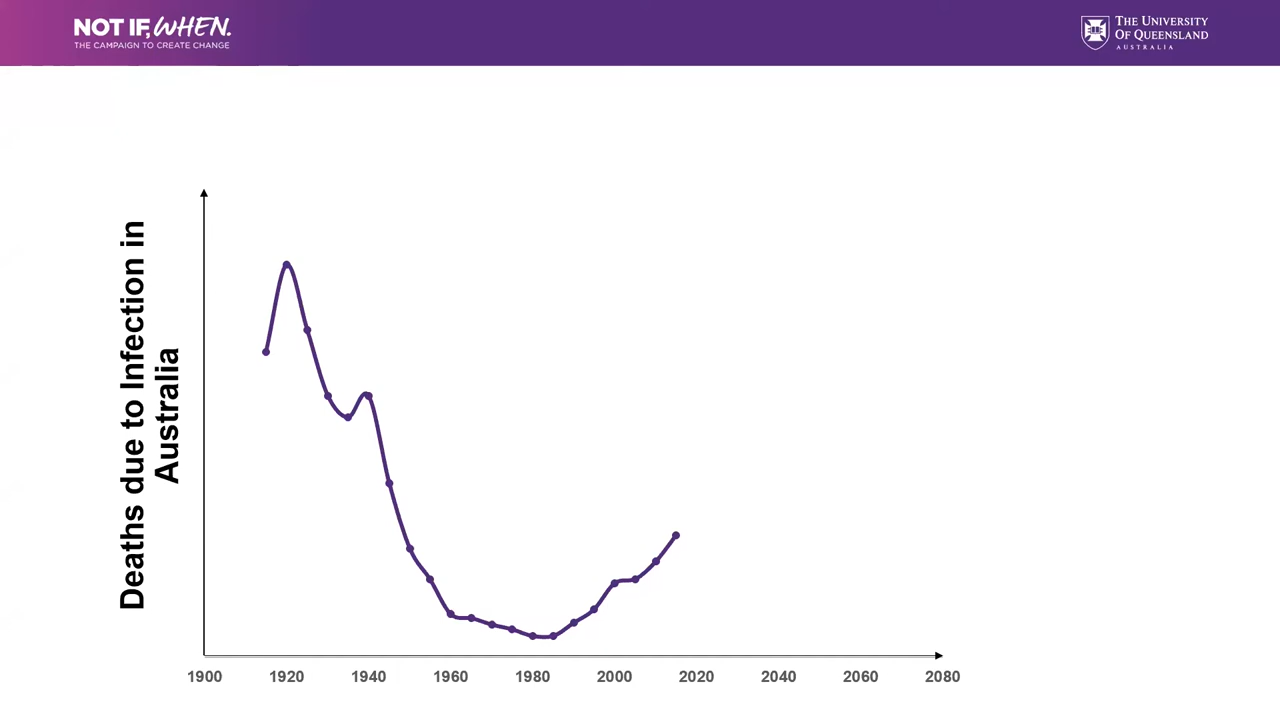 NOT IF, WHEN.
THE CAMPAIGN TO CREATE CHANGE
THE UNIVERSITY
OF QUEENSLAND
AUSTRALIA
Deaths due to Infection in
Australia
1900 1920 1940 1960 1980 2000 2020 2040 2060 2080